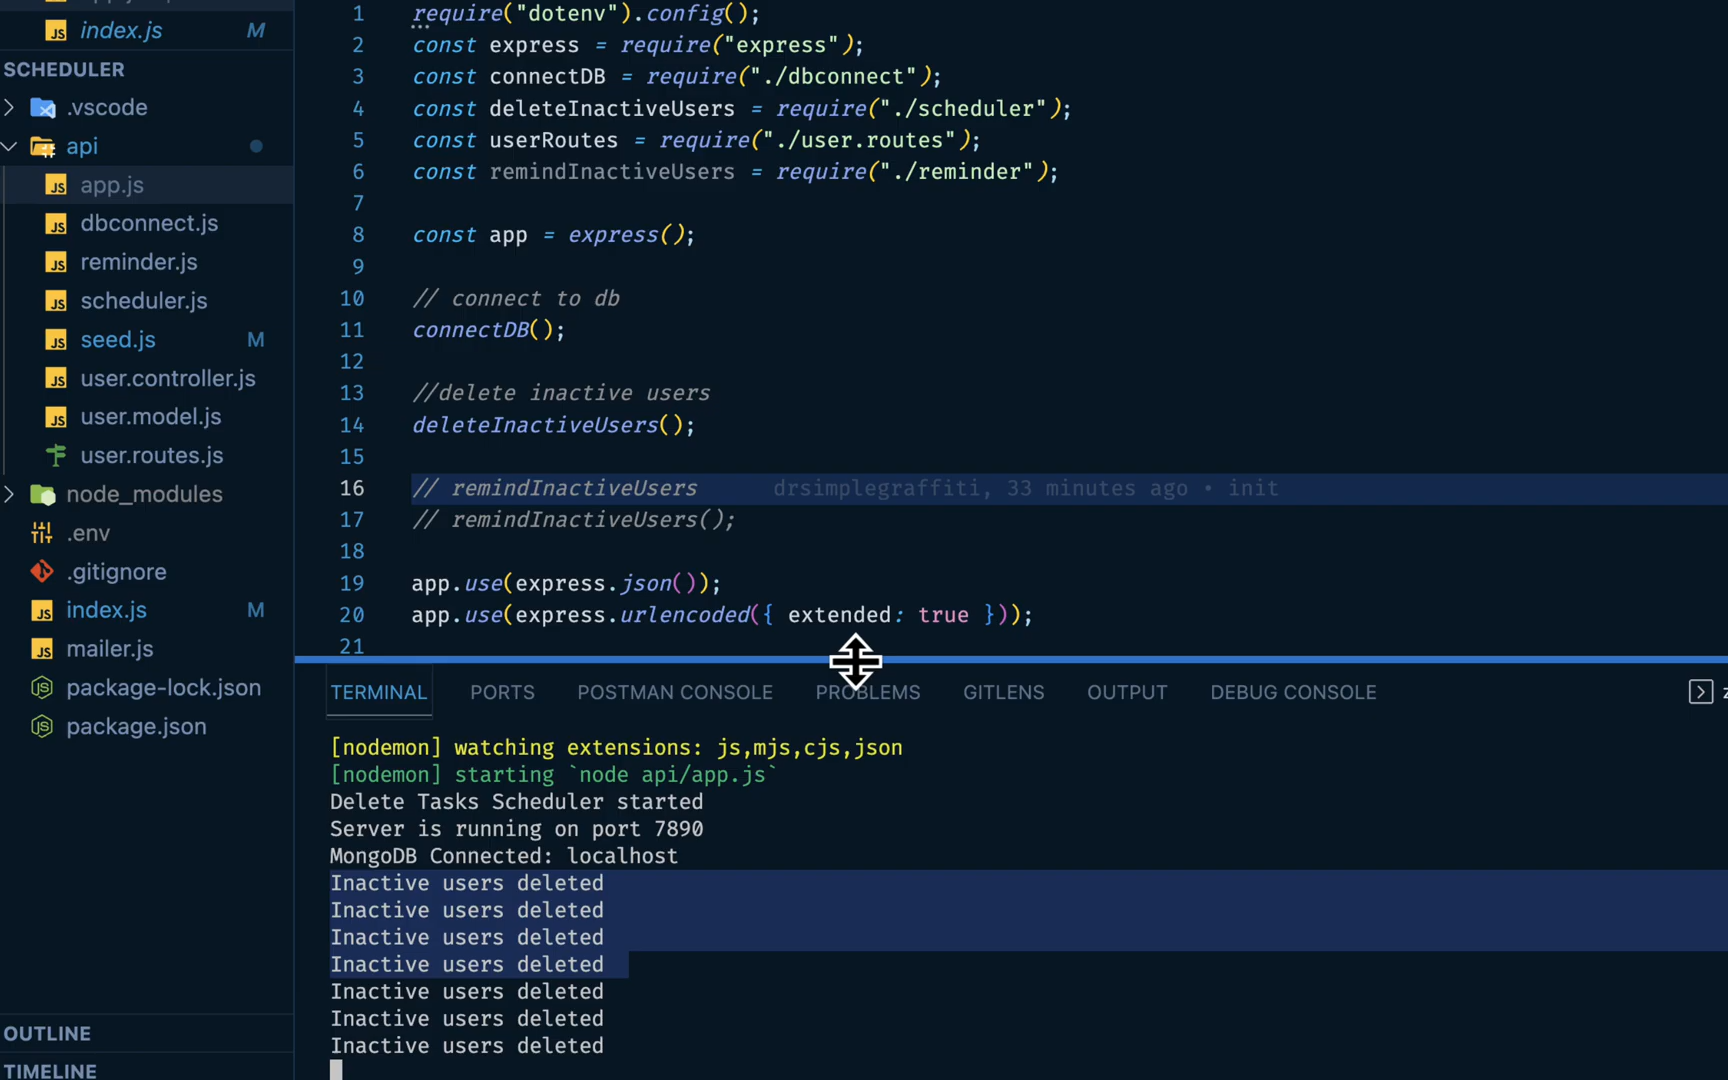 index.js M
SCHEDULER
.vscode
api
app.js
dbconnect.js
reminder.js
scheduler.js
seed.js M
user.controller.js
user.model.js
user.routes.js
node_modules
.env
.gitignore
index.js M
mailer.js
package-lock.json
package.json
OUTLINE
TIMELINE
1 require("dotenv").config();
2 const express = require("express");
3 const connectDB = require("./dbconnect");
4 const deleteInactiveUsers = require("./scheduler");
5 const userRoutes = require("./user.routes");
6 const remindInactiveUsers = require("./reminder");
7
8 const app = express();
9
10 // connect to db
11 connectDB();
12
13 //delete inactive users
14 deleteInactiveUsers();
15
16 // remindInactiveUsers drsimplegraffiti, 33 minutes ago • init
17 // remindInactiveUsers();
18
19 app.use(express.json());
20 app.use(express.urlencoded({ extended: true }));
21
TERMINAL PORTS POSTMAN CONSOLE PROBLEMS GITLENS OUTPUT DEBUG CONSOLE
[nodemon] watching extensions: js,mjs,cjs,json
[nodemon] starting `node api/app.js`
Delete Tasks Scheduler started
Server is running on port 7890
MongoDB Connected: localhost
Inactive users deleted
Inactive users deleted
Inactive users deleted
Inactive users deleted
Inactive users deleted
Inactive users deleted
Inactive users deleted